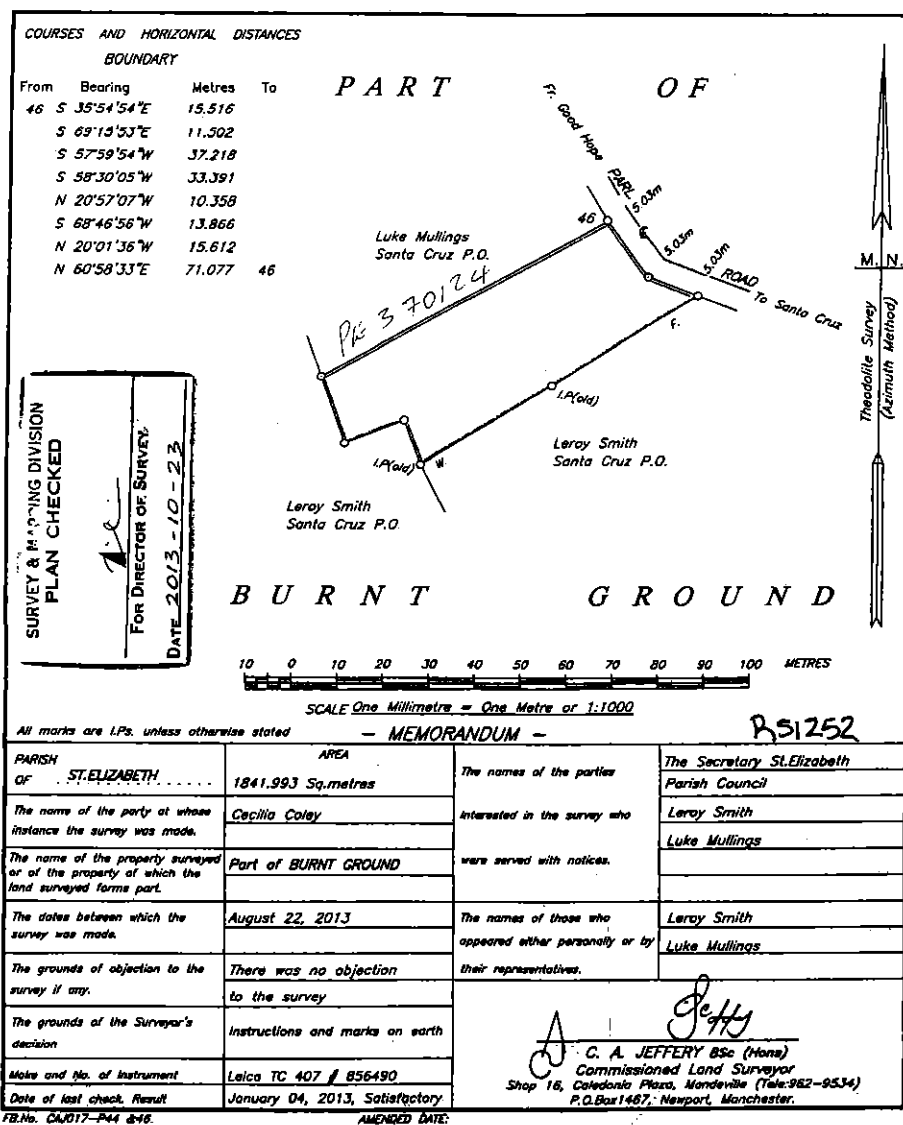 COURSES AND HORIZONTAL DISTANCES
BOUNDARY
From Bearing Metres To
46 S 35°54'54"E 15.516
S 69°15'53"E 11.502
S 57°59'54"W 37.218
S 58°30'05"W 33.391
N 20°57'07"W 10.358
S 68°46'56"W 13.866
N 20°01'36"W 15.612
N 60°58'33"E 71.077 46
PART OF
Fr. Good Hope
PARL
5.03m
5.03m
5.03m
ROAD
To Santa Cruz
46
Luke Mullings
Santa Cruz P.O.
370124
F.
I.P(old)
I.P(old)
W.
Leroy Smith
Santa Cruz P.O.
Leroy Smith
Santa Cruz P.O.
M. N.
Theodolite Survey
(Azimuth Method)
SURVEY & MAPPING DIVISION
PLAN CHECKED
FOR DIRECTOR OF SURVEY
DATE 2013-10-23
BURNT GROUND
10 0 10 20 30 40 50 60 70 80 90 100 METRES
SCALE One Millimetre = One Metre or 1:1000
All marks are I.Ps. unless otherwise stated
— MEMORANDUM —
RS1252
PARISH
OF ST.ELIZABETH
AREA
1841.993 Sq.metres
The name of the party at whose
instance the survey was made.
Cecilia Coley
The name of the property surveyed
or of the property of which the
land surveyed forms part.
Part of BURNT GROUND
The dates between which the
survey was made.
August 22, 2013
The grounds of objection to the
survey if any.
There was no objection
to the survey
The grounds of the Surveyor's
decision
Instructions and marks on earth
Make and No. of Instrument
Leica TC 407 # 856490
Date of last check. Result
January 04, 2013, Satisfactory
The names of the parties
interested in the survey who
were served with notices.
The Secretary St.Elizabeth
Parish Council
Leroy Smith
Luke Mullings
The names of those who
appeared either personally or by
their representatives.
Leroy Smith
Luke Mullings
C. A. JEFFERY BSc (Hons)
Commissioned Land Surveyor
Shop 16, Caledonia Plaza, Mandeville (Tele:962-9534)
P.O.Box1467, Newport, Manchester.
FB.No. CAJ017-P44 &46.
AMENDED DATE: